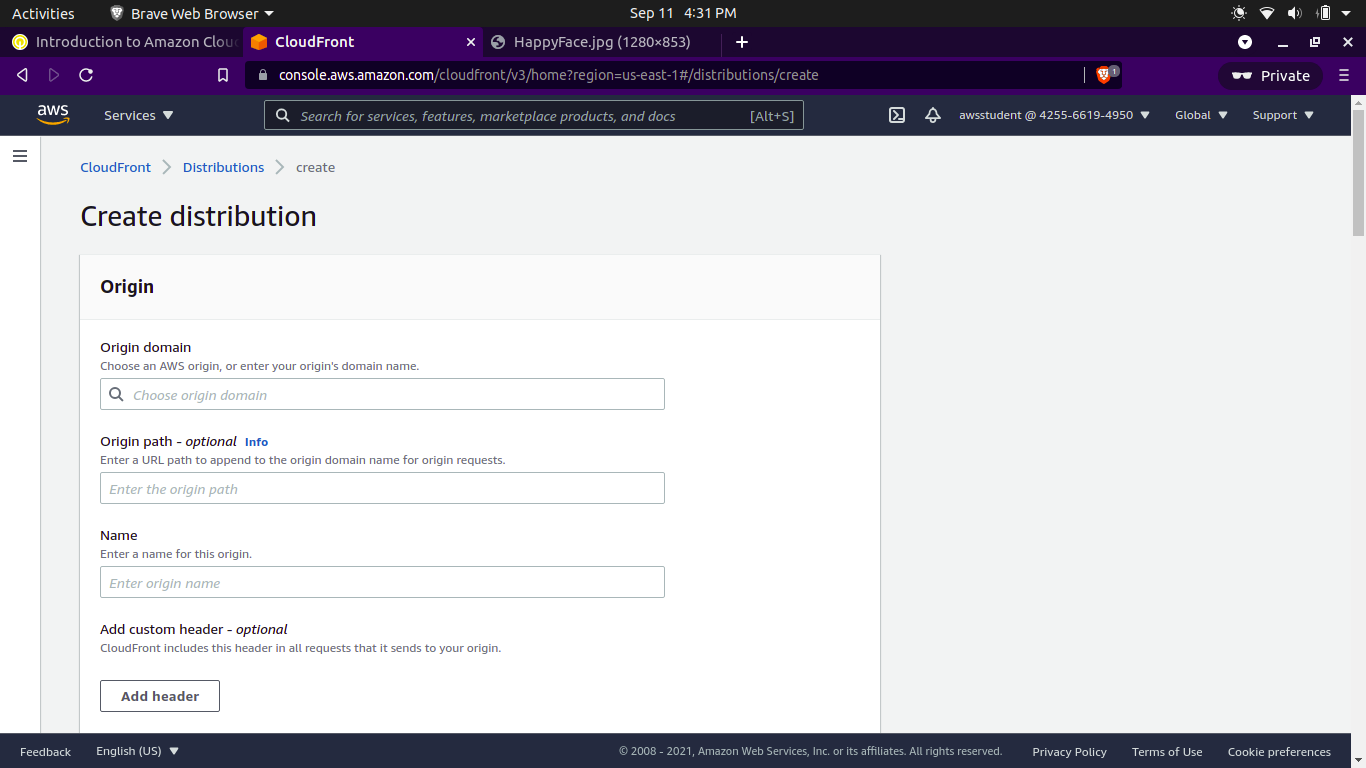 Activities
Brave Web Browser
Sep 11 4:31 PM
Introduction to Amazon Clou
CloudFront
HappyFace.jpg (1280×853)
console.aws.amazon.com/cloudfront/v3/home?region=us-east-1#/distributions/create
1
Private
aws
Services
Search for services, features, marketplace products, and docs
[Alt+S]
awsstudent @ 4255-6619-4950
Global
Support
CloudFront
Distributions
create
Create distribution
Origin
Origin domain
Choose an AWS origin, or enter your origin's domain name.
Choose origin domain
Origin path - optional Info
Enter a URL path to append to the origin domain name for origin requests.
Enter the origin path
Name
Enter a name for this origin.
Enter origin name
Add custom header - optional
CloudFront includes this header in all requests that it sends to your origin.
Add header
Feedback
English (US)
© 2008 - 2021, Amazon Web Services, Inc. or its affiliates. All rights reserved.
Privacy Policy
Terms of Use
Cookie preferences